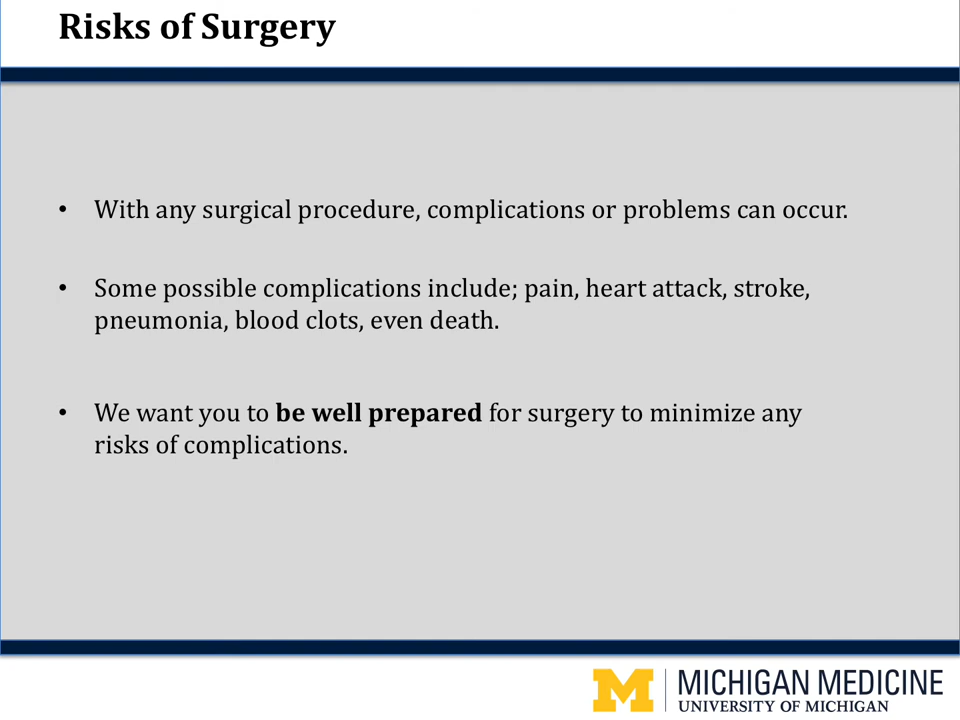 Risks of Surgery
• With any surgical procedure, complications or problems can occur.
• Some possible complications include; pain, heart attack, stroke,
pneumonia, blood clots, even death.
• We want you to be well prepared for surgery to minimize any
risks of complications.
M MICHIGAN MEDICINE
UNIVERSITY OF MICHIGAN